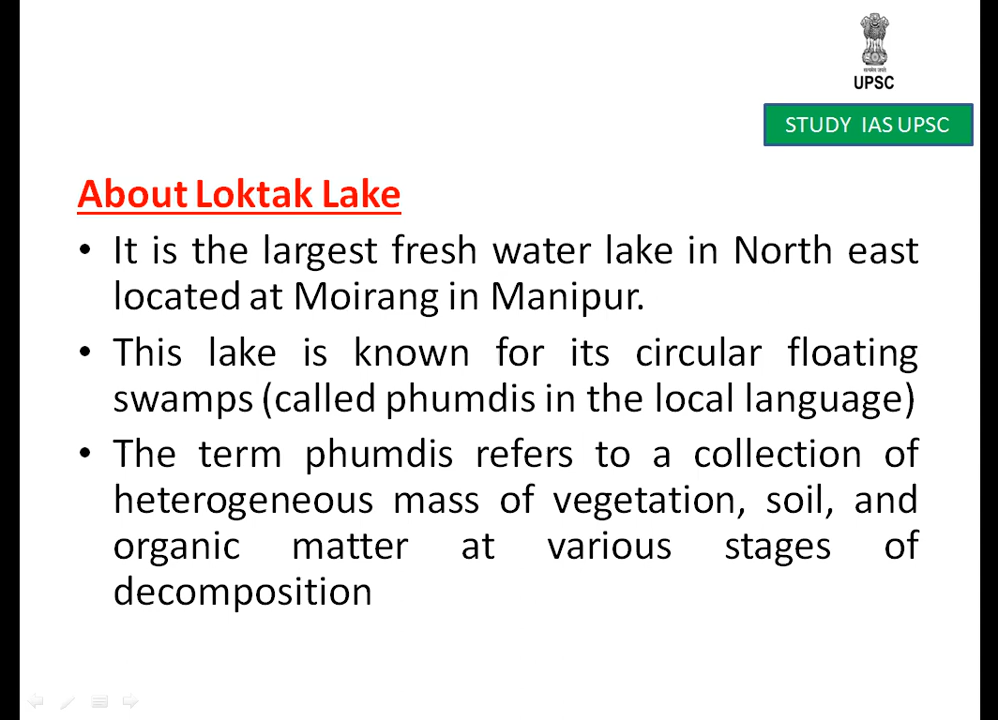 UPSC
STUDY IAS UPSC
About Loktak Lake
• It is the largest fresh water lake in North east
located at Moirang in Manipur.
• This lake is known for its circular floating
swamps (called phumdis in the local language)
• The term phumdis refers to a collection of
heterogeneous mass of vegetation, soil, and
organic matter at various stages of
decomposition